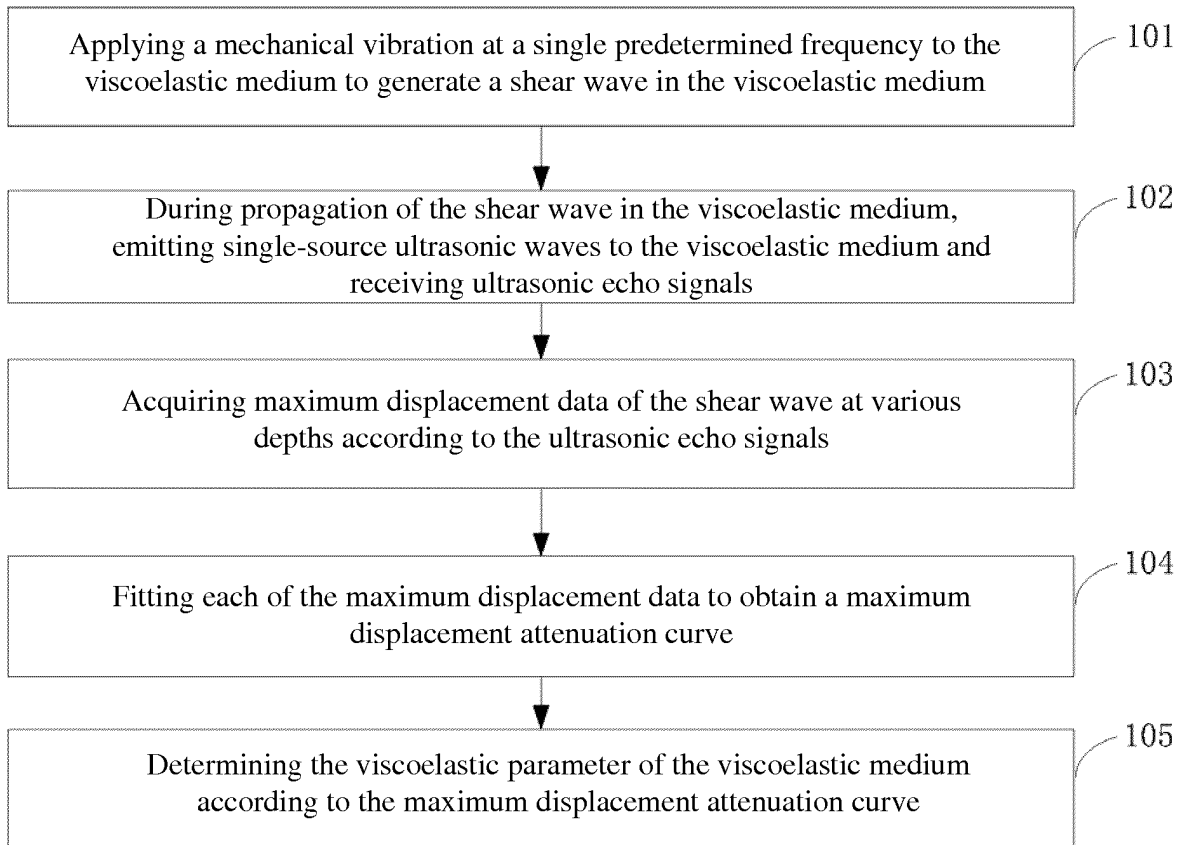 Applying a mechanical vibration at a single predetermined frequency to the
viscoelastic medium to generate a shear wave in the viscoelastic medium
101
During propagation of the shear wave in the viscoelastic medium,
emitting single-source ultrasonic waves to the viscoelastic medium and
receiving ultrasonic echo signals
102
Acquiring maximum displacement data of the shear wave at various
depths according to the ultrasonic echo signals
103
Fitting each of the maximum displacement data to obtain a maximum
displacement attenuation curve
104
Determining the viscoelastic parameter of the viscoelastic medium
according to the maximum displacement attenuation curve
105